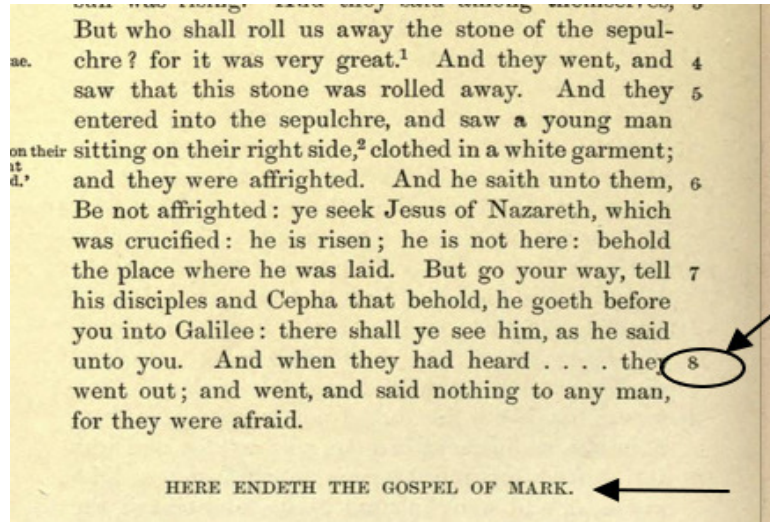 But who shall roll us away the stone of the sepul-
ae. chre? for it was very great.¹ And they went, and 4
saw that this stone was rolled away. And they 5
entered into the sepulchre, and saw a young man
on their sitting on their right side,² clothed in a white garment;
d.' and they were affrighted. And he saith unto them, 6
Be not affrighted: ye seek Jesus of Nazareth, which
was crucified: he is risen; he is not here: behold
the place where he was laid. But go your way, tell 7
his disciples and Cepha that behold, he goeth before
you into Galilee: there shall ye see him, as he said
unto you. And when they had heard . . . . they 8
went out; and went, and said nothing to any man,
for they were afraid.
HERE ENDETH THE GOSPEL OF MARK.